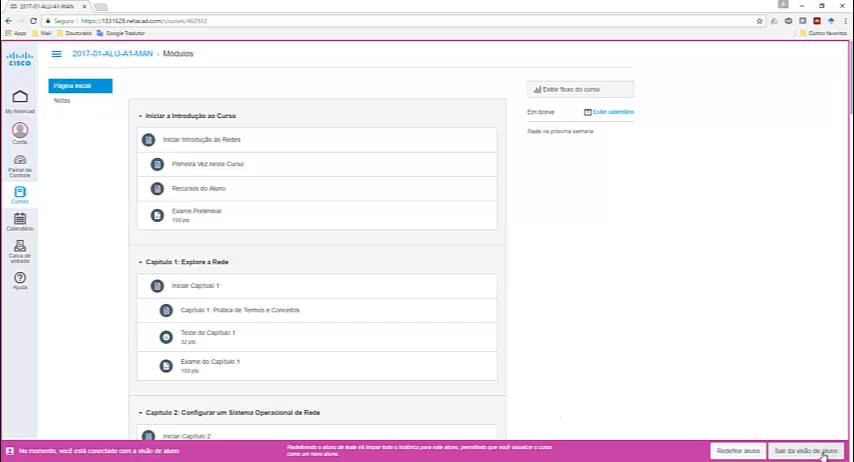 2017-01-ALU-A1-MAN
Seguro | https://1331628.netacad.com/courses/462932
Apps Mail Doutorado Google Tradutor Outros favoritos
CISCO
2017-01-ALU-A1-MAN › Módulos
My NetAcad
Conta
Painel de Controle
Cursos
Calendário
Caixa de entrada
Ajuda
Página inicial
Notas
Iniciar a Introdução ao Curso
Iniciar Introdução às Redes
Primeira Vez neste Curso
Recursos do Aluno
Exame Preliminar
100 pts
Capítulo 1: Explore a Rede
Iniciar Capítulo 1
Capítulo 1. Prática de Termos e Conceitos
Teste do Capítulo 1
32 pts
Exame do Capítulo 1
100 pts
Capítulo 2: Configurar um Sistema Operacional de Rede
Iniciar Capítulo 2
Exibir fluxo do curso
Em breve Exibir calendário
Nada na próxima semana
No momento, você está conectado com a visão de aluno
Redefinindo o aluno de teste irá limpar todo o histórico para este aluno, permitindo que você visualize o curso
como um novo aluno.
Redefinir aluno
Sair da visão de aluno